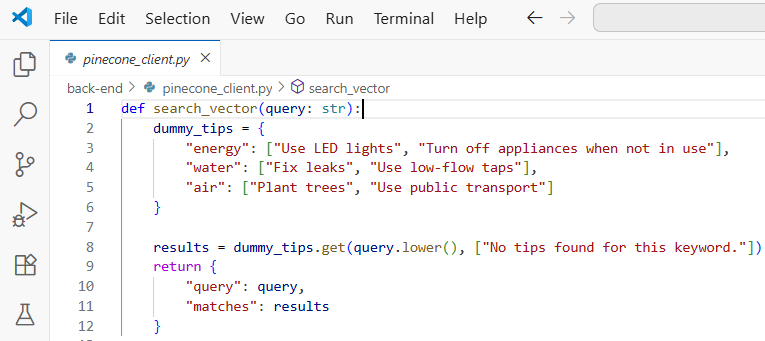 File Edit Selection View Go Run Terminal Help
pinecone_client.py
back-end > pinecone_client.py > search_vector
1 def search_vector(query: str):
2     dummy_tips = {
3         "energy": ["Use LED lights", "Turn off appliances when not in use"],
4         "water": ["Fix leaks", "Use low-flow taps"],
5         "air": ["Plant trees", "Use public transport"]
6     }
7
8     results = dummy_tips.get(query.lower(), ["No tips found for this keyword."])
9     return {
10         "query": query,
11         "matches": results
12     }